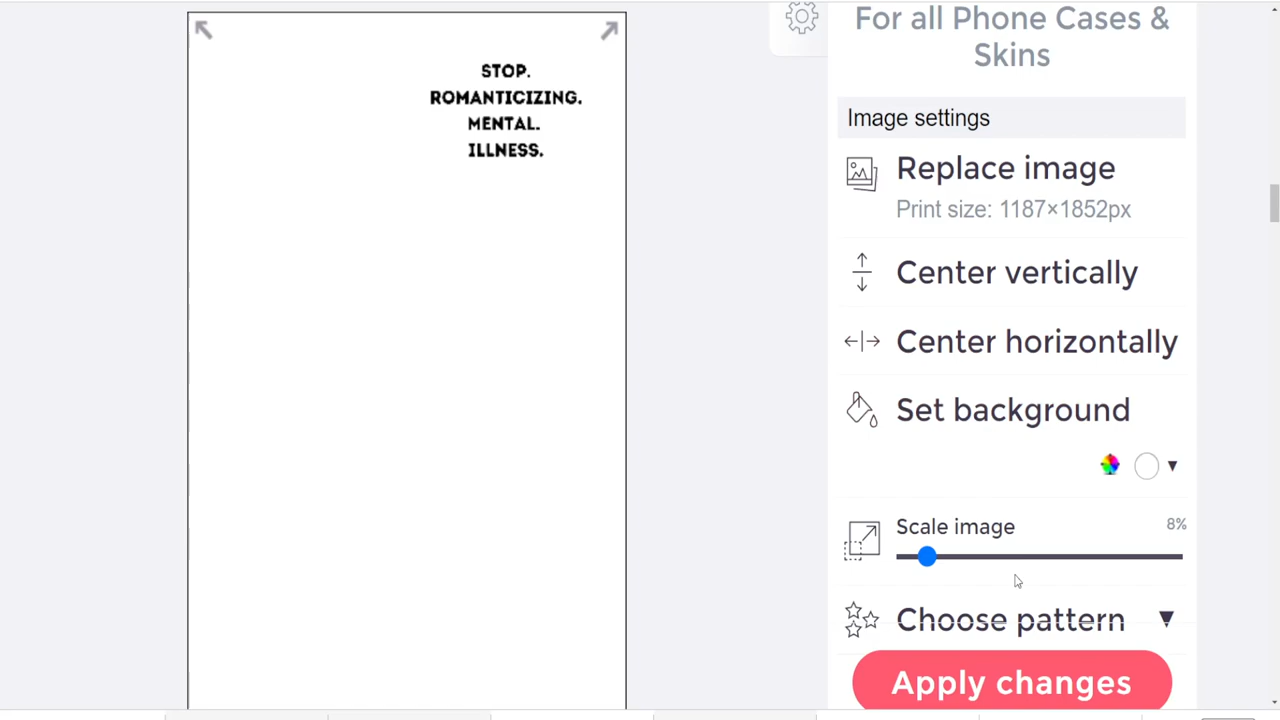 STOP.
ROMANTICIZING.
MENTAL.
ILLNESS.
For all Phone Cases &
Skins
Image settings
Replace image
Print size: 1187×1852px
Center vertically
Center horizontally
Set background
Scale image 8%
Choose pattern
Apply changes